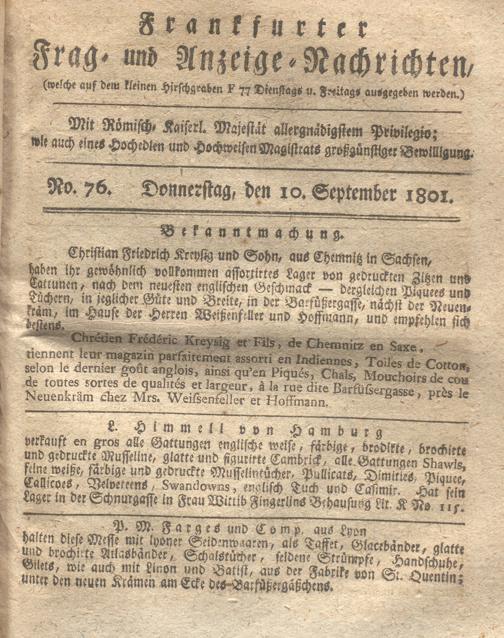 Frankfurter
Frag- und Anzeige-Nachrichten,
(welche auf dem kleinen Hirschgraben F 77 Dienstags u. Freitags ausgegeben werden.)
Mit Römisch- Kaiserl. Majestät allergnädigstem Privilegio;
wie auch eines Hochedlen und Hochweisen Magistrats großgünstiger Bewilligung.
No. 76. Donnerstag, den 10. September 1801.
Bekanntmachung.
Christian Friedrich Kreysig und Sohn, aus Chemnitz in Sachsen,
haben ihr gewöhnlich vollkommen assortirtes Lager von gedruckten Zitzen und
Cattunen, nach dem neuesten englischen Geschmack — dergleichen Piquees und
Tüchern, in jeglicher Güte und Breite, in der Barfüßergasse, nächst der Neuen-
kräm, im Hause der Herren Weißenfeller und Hoffmann, und empfehlen sich
bestens.
Chrétien Frédéric Kreysig et Fils, de Chemnitz en Saxe,
tiennent leur magazin parfaitement assorti en Indiennes, Toiles de Cotton,
selon le dernier goût anglois, ainsi qu'en Piqués, Chals, Mouchoirs de cou
de toutes sortes de qualités et largeur, à la rue dite Barfüsergasse, près le
Neuenkräm chez Mrs. Weissenfeller et Hoffmann.
L. Himmell von Hamburg
verkauft en gros alle Gattungen englische weise, färbige, brodirte, brochirte
und gedruckte Musseline, glatte und figurirte Cambrick, alle Gattungen Shawls,
feine weiße, färbige und gedruckte Musselinetücher, Pullicats, Dimities, Piquee,
Callicoes, Velveteens, Swandowns, englisch Tuch und Casimir. Hat sein
Lager in der Schnurgasse in Frau Wittib Fingerlins Behausung Lit. K No. 115.
P. M. Farges und Comp. aus Lyon
halten diese Messe mit lyoner Seidenwaaren, als Taffet, Glacebänder, glatte
und brochirte Atlasbänder, Schalstücher, seidene Strümpfe, Handschuhe,
Gilets, wie auch mit Linon und Batist, aus der Fabrike von St. Quentin;
unter den neuen Krämen am Ecke des Barfüßergäßchens.